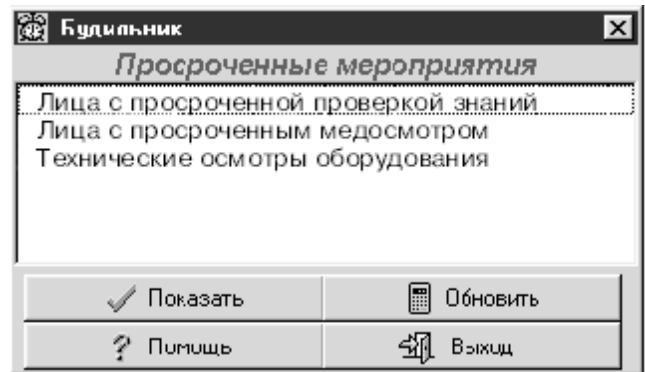 Будильник
Просроченные мероприятия
Лица с просроченной проверкой знаний
Лица с просроченным медосмотром
Технические осмотры оборудования
Показать
Обновить
Помощь
Выход